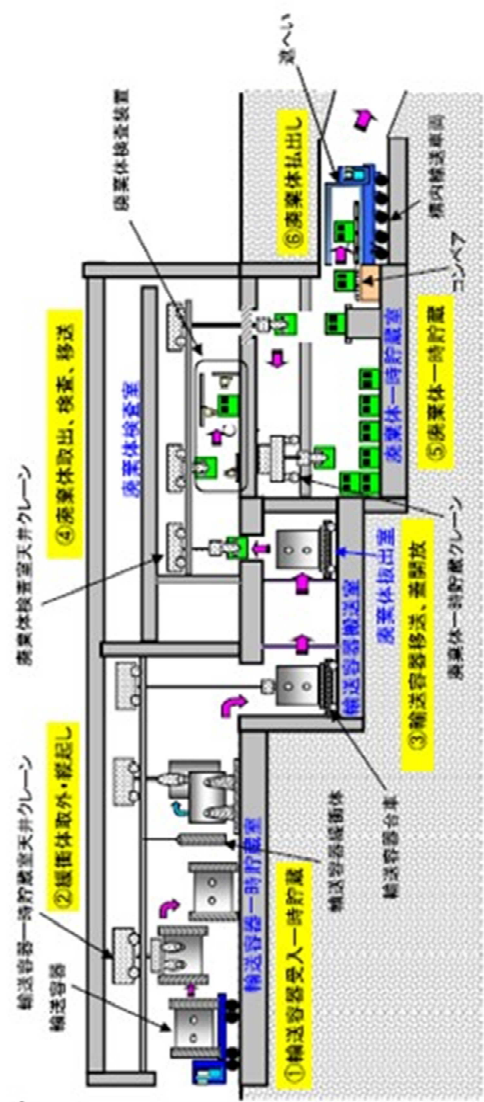 輸送容器一時貯蔵室天井クレーン
輸送容器
②緩衝体取外・縦起し
廃棄体検査室天井クレーン
④廃棄体取出、検査、移送
廃棄体検査装置
廃棄体検査室
⑥廃棄体払出し
遮へい
輸送容器一時貯蔵室
①輸送容器受入一時貯蔵
輸送容器緩衝体
輸送容器台車
輸送容器搬送室
③輸送容器移送、蓋開放
廃棄体抜出室
廃棄体一時貯蔵クレーン
廃棄体一時貯蔵室
⑤廃棄体一時貯蔵
コンベア
構内輸送車両